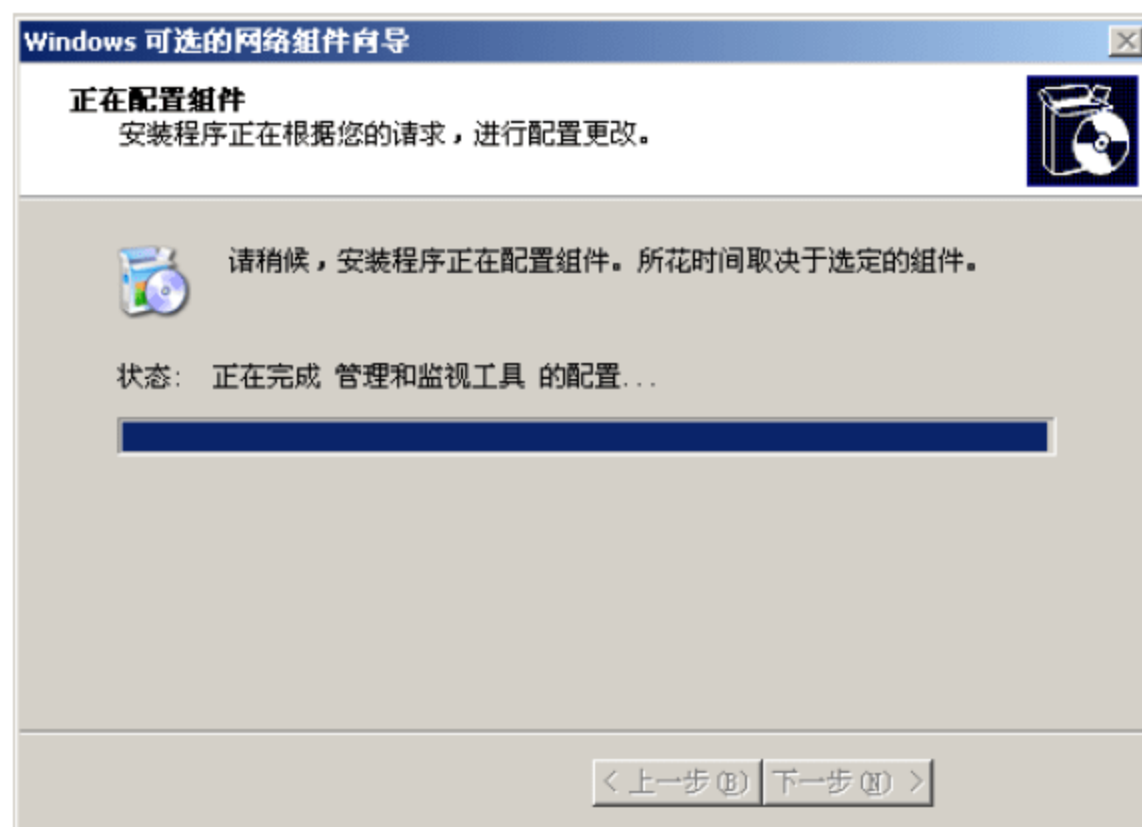 Windows 可选的网络组件向导
正在配置组件
安装程序正在根据您的请求，进行配置更改。
请稍候，安装程序正在配置组件。所花时间取决于选定的组件。
状态: 正在完成 管理和监视工具 的配置...
< 上一步(B) 下一步(N) >